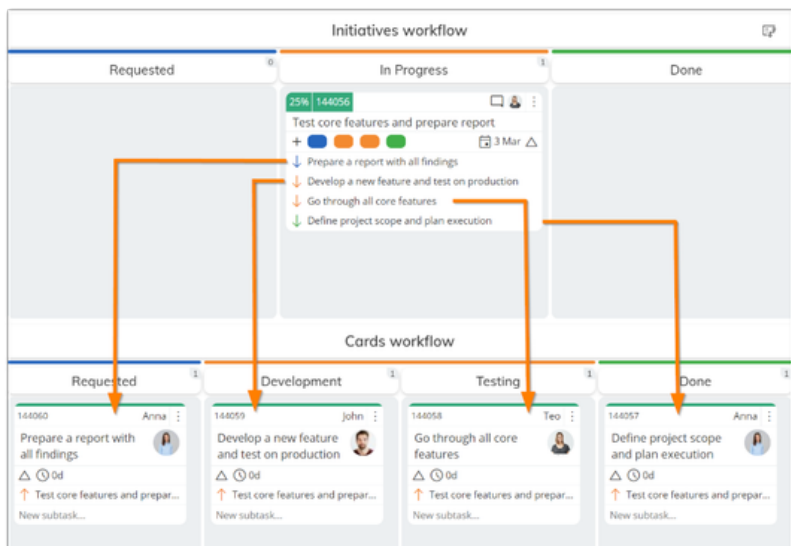 Initiatives workflow
Requested
0
In Progress
1
Done
25% 144056
Test core features and prepare report
+ 3 Mar
Prepare a report with all findings
Develop a new feature and test on production
Go through all core features
Define project scope and plan execution
Cards workflow
Requested
1
Development
1
Testing
1
Done
1
144060 Anna
Prepare a report with
all findings
0d
Test core features and prepar...
New subtask...
144059 John
Develop a new feature
and test on production
0d
Test core features and prepar...
New subtask...
144058 Teo
Go through all core
features
0d
Test core features and prepar...
New subtask...
144057 Anna
Define project scope
and plan execution
0d
Test core features and prepar...
New subtask...